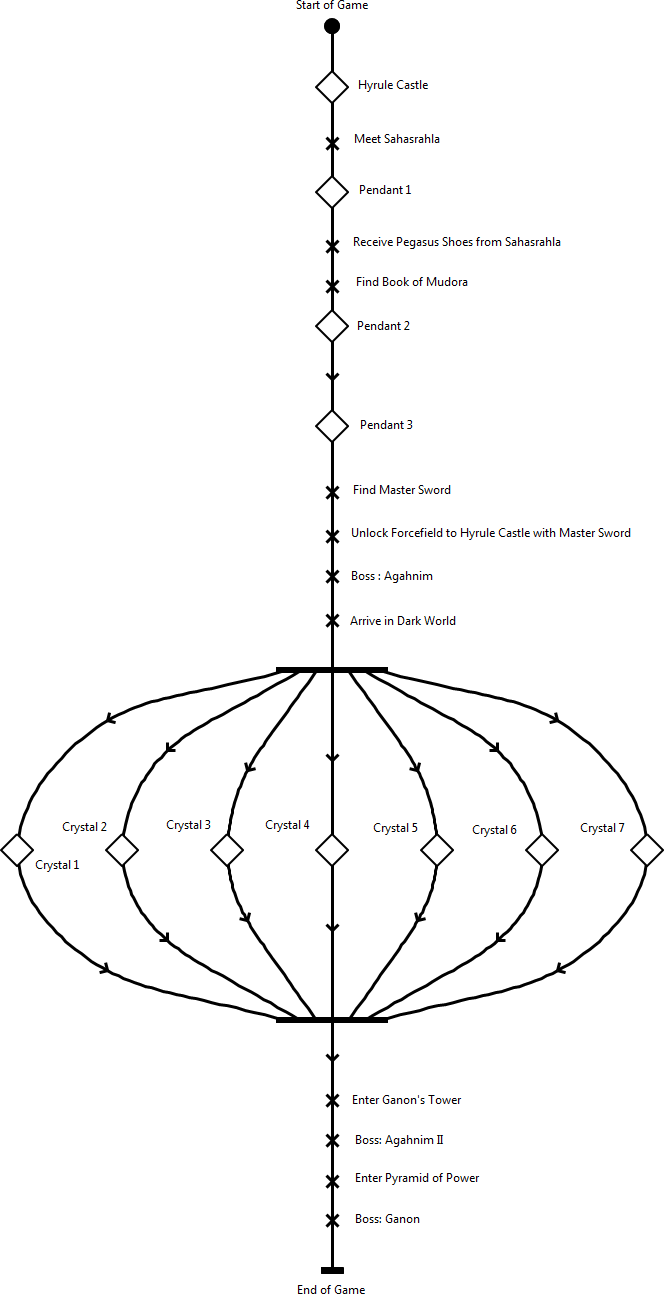 Start of Game
Hyrule Castle
Meet Sahasrahla
Pendant 1
Receive Pegasus Shoes from Sahasrahla
Find Book of Mudora
Pendant 2
Pendant 3
Find Master Sword
Unlock Forcefield to Hyrule Castle with Master Sword
Boss : Agahnim
Arrive in Dark World
Crystal 1
Crystal 2
Crystal 3
Crystal 4
Crystal 5
Crystal 6
Crystal 7
Enter Ganon's Tower
Boss: Agahnim II
Enter Pyramid of Power
Boss: Ganon
End of Game